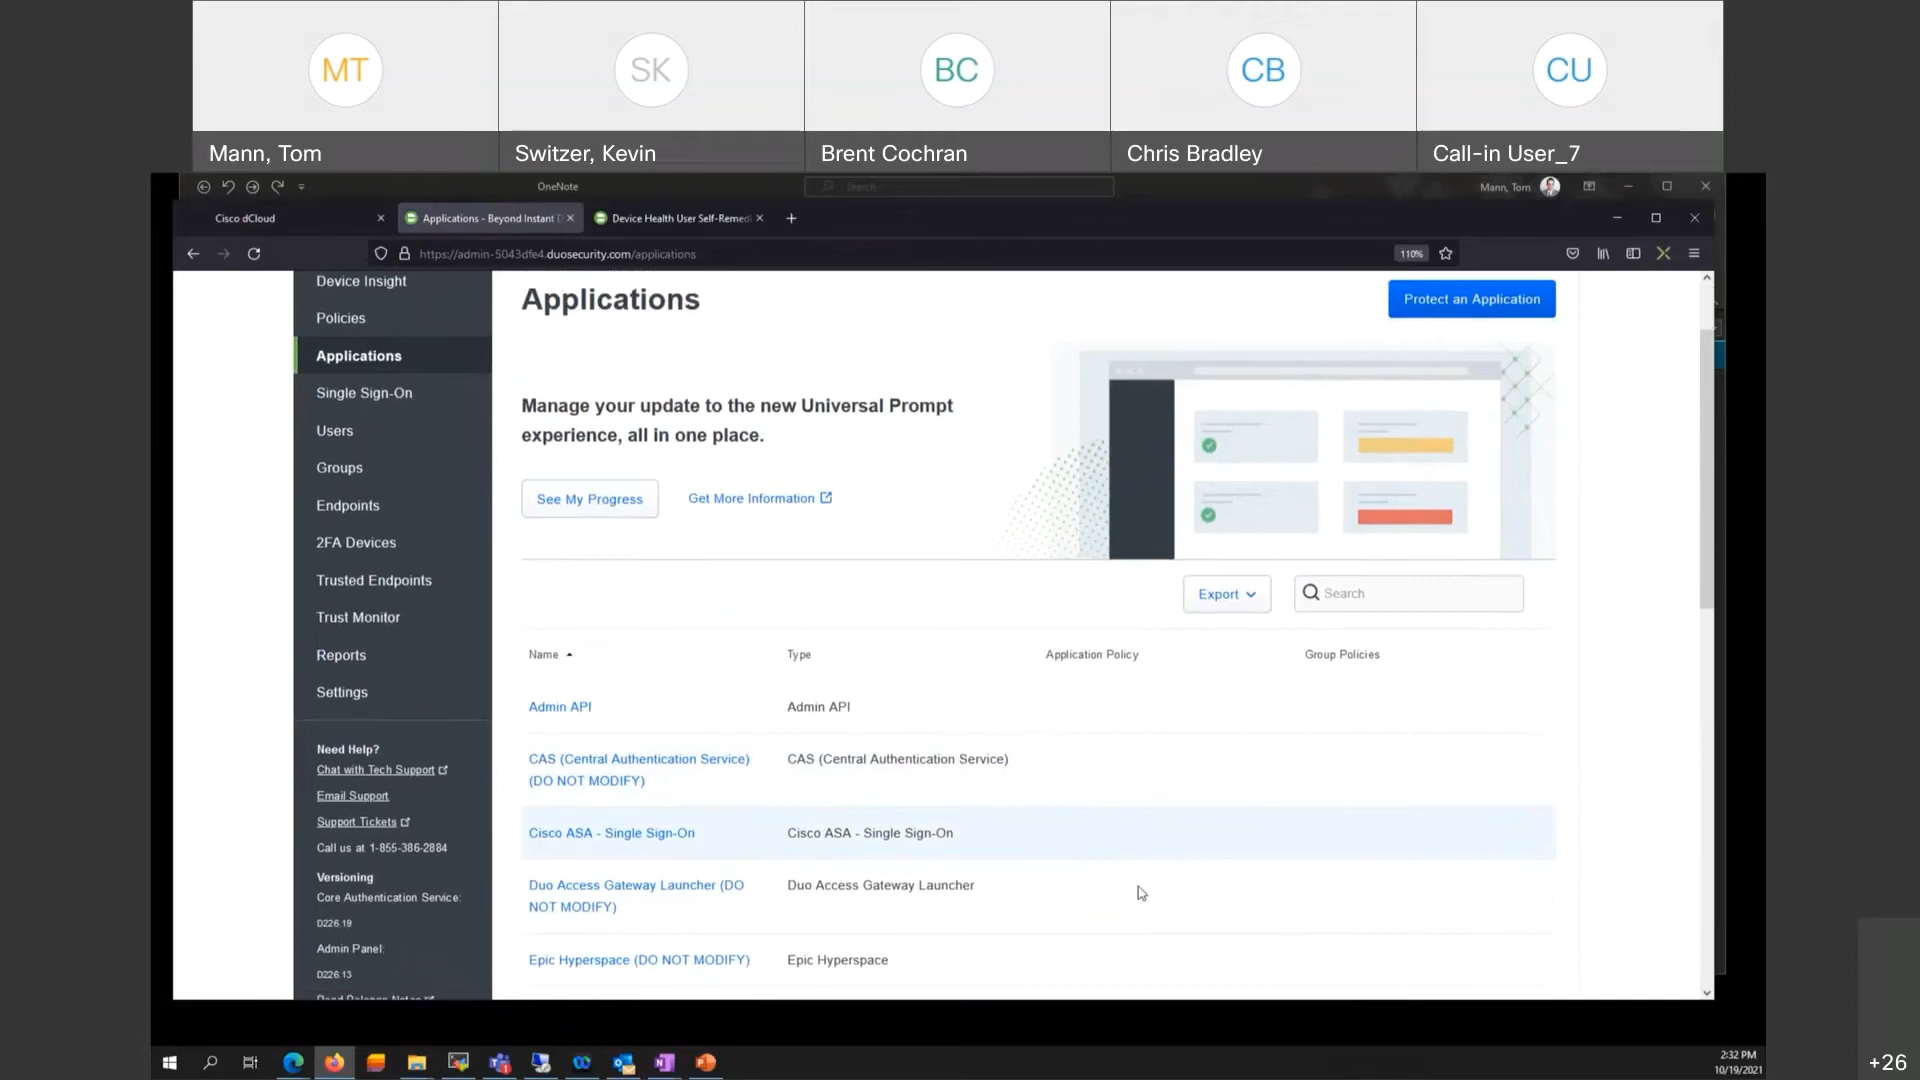 MT
SK
BC
CB
CU
Mann, Tom
Switzer, Kevin
Brent Cochran
Chris Bradley
Call-in User_7
OneNote
Search
Mann, Tom
Cisco dCloud
Applications - Beyond Instant
Device Health User Self-Remed
https://admin-5043dfe4.duosecurity.com/applications
110%
Device Insight
Policies
Applications
Single Sign-On
Users
Groups
Endpoints
2FA Devices
Trusted Endpoints
Trust Monitor
Reports
Settings
Need Help?
Chat with Tech Support
Email Support
Support Tickets
Call us at 1-855-386-2884
Versioning
Core Authentication Service:
D226.19
Admin Panel:
D226.13
Applications
Protect an Application
Manage your update to the new Universal Prompt
experience, all in one place.
See My Progress
Get More Information
Export
Search
Name
Type
Application Policy
Group Policies
Admin API
Admin API
CAS (Central Authentication Service)
(DO NOT MODIFY)
CAS (Central Authentication Service)
Cisco ASA - Single Sign-On
Cisco ASA - Single Sign-On
Duo Access Gateway Launcher (DO
NOT MODIFY)
Duo Access Gateway Launcher
Epic Hyperspace (DO NOT MODIFY)
Epic Hyperspace
2:32 PM
10/19/2021
+26